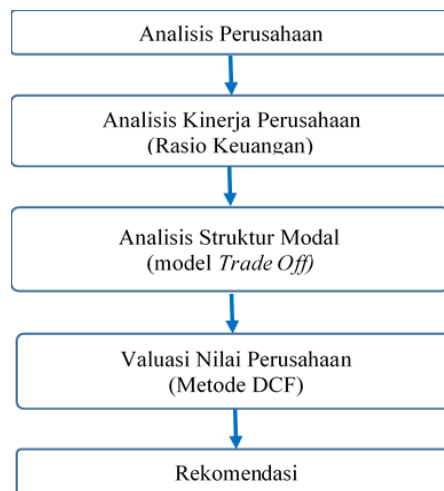 Analisis Perusahaan
Analisis Kinerja Perusahaan
(Rasio Keuangan)
Analisis Struktur Modal
(model Trade Off)
Valuasi Nilai Perusahaan
(Metode DCF)
Rekomendasi